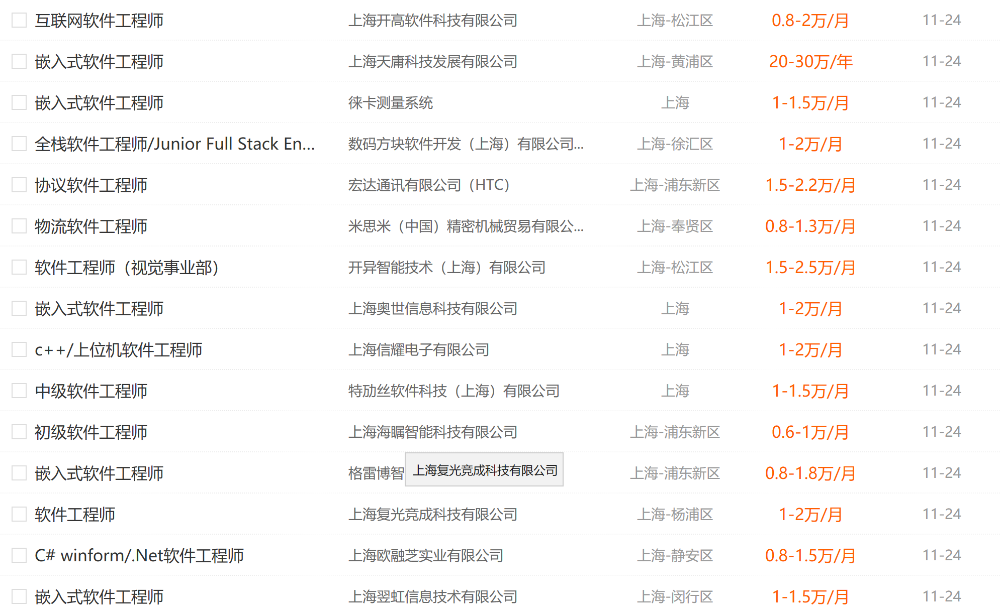 互联网软件工程师 上海开高软件科技有限公司 上海-松江区 0.8-2万/月 11-24
嵌入式软件工程师 上海天庸科技发展有限公司 上海-黄浦区 20-30万/年 11-24
嵌入式软件工程师 徕卡测量系统 上海 1-1.5万/月 11-24
全栈软件工程师/Junior Full Stack En... 数码方块软件开发（上海）有限公司... 上海-徐汇区 1-2万/月 11-24
协议软件工程师 宏达通讯有限公司（HTC） 上海-浦东新区 1.5-2.2万/月 11-24
物流软件工程师 米思米（中国）精密机械贸易有限公... 上海-奉贤区 0.8-1.3万/月 11-24
软件工程师（视觉事业部） 开异智能技术（上海）有限公司 上海-松江区 1.5-2.5万/月 11-24
嵌入式软件工程师 上海奥世信息科技有限公司 上海 1-2万/月 11-24
c++/上位机软件工程师 上海信耀电子有限公司 上海 1-2万/月 11-24
中级软件工程师 特劢丝软件科技（上海）有限公司 上海 1-1.5万/月 11-24
初级软件工程师 上海海瞩智能科技有限公司 上海-浦东新区 0.6-1万/月 11-24
嵌入式软件工程师 格雷博智 上海复光竞成科技有限公司 上海-浦东新区 0.8-1.8万/月 11-24
软件工程师 上海复光竞成科技有限公司 上海-杨浦区 1-2万/月 11-24
C# winform/.Net软件工程师 上海欧融芝实业有限公司 上海-静安区 0.8-1.5万/月 11-24
嵌入式软件工程师 上海翌虹信息技术有限公司 上海-闵行区 1-1.5万/月 11-24